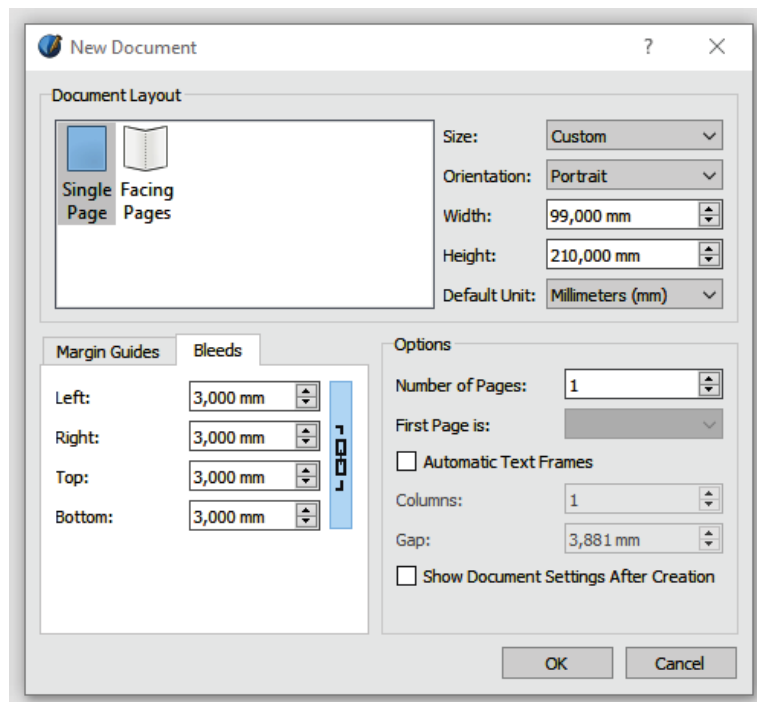 New Document
Document Layout
Single
Page
Facing
Pages
Size: Custom
Orientation: Portrait
Width: 99,000 mm
Height: 210,000 mm
Default Unit: Millimeters (mm)
Margin Guides Bleeds
Left: 3,000 mm
Right: 3,000 mm
Top: 3,000 mm
Bottom: 3,000 mm
Options
Number of Pages: 1
First Page is:
Automatic Text Frames
Columns: 1
Gap: 3,881 mm
Show Document Settings After Creation
OK Cancel